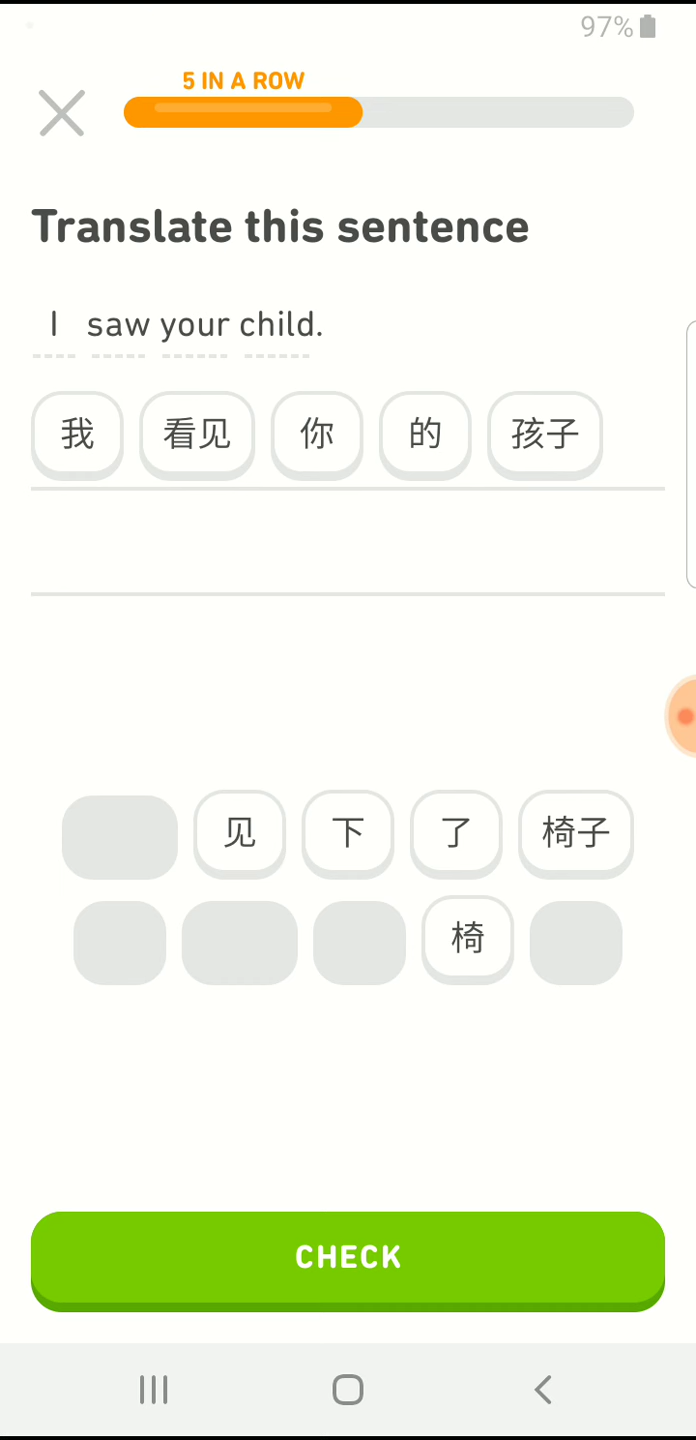 97%
5 IN A ROW
Translate this sentence
I saw your child.
我 看见 你 的 孩子
见 下 了 椅子
椅
CHECK